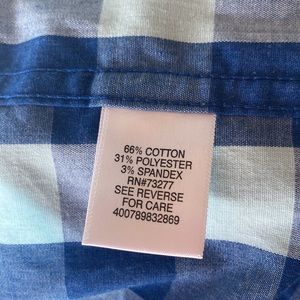 66% COTTON
31% POLYESTER
3% SPANDEX
RN#73277
SEE REVERSE
FOR CARE
400789832869